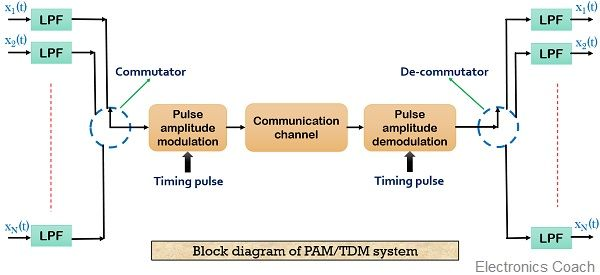 x₁(t)
LPF
x₂(t)
LPF
xN(t)
LPF
Commutator
Pulse
amplitude
modulation
Timing pulse
Communication
channel
De-commutator
Pulse
amplitude
demodulation
Timing pulse
LPF
x₁(t)
LPF
x₂(t)
LPF
xN(t)
Block diagram of PAM/TDM system
Electronics Coach